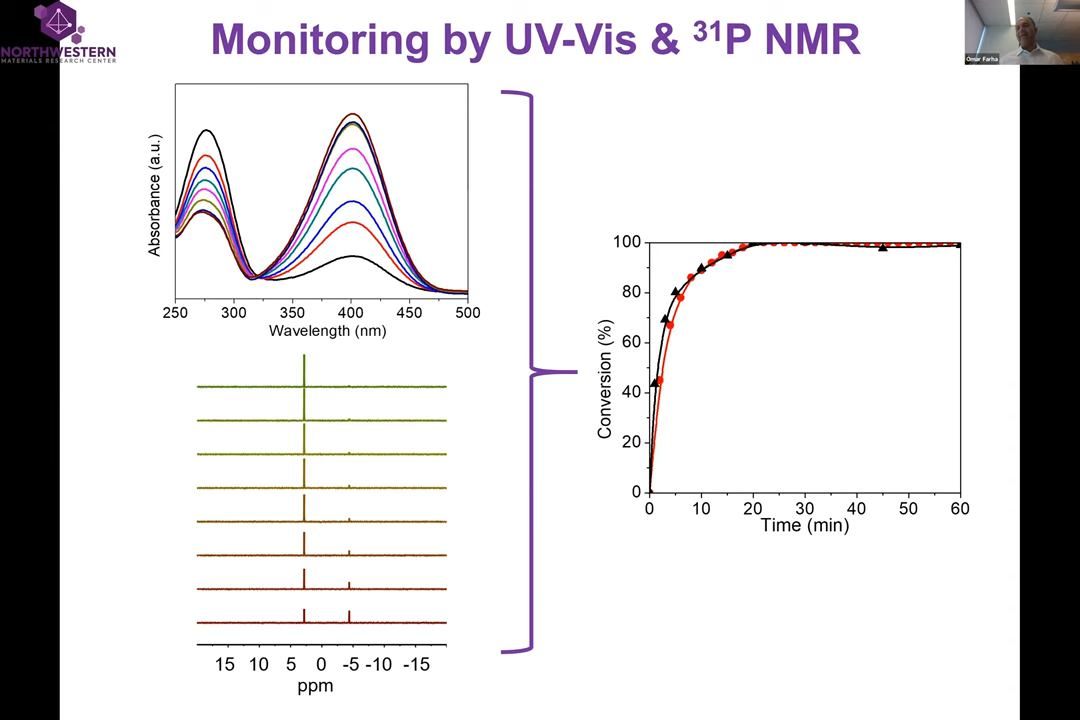 NORTHWESTERN
MATERIALS RESEARCH CENTER
Monitoring by UV-Vis & ³¹P NMR
Omar Farha
Absorbance (a.u.)
250 300 350 400 450 500
Wavelength (nm)
15 10 5 0 -5 -10 -15
ppm
100
80
60
40
20
0
Conversion (%)
0 10 20 30 40 50 60
Time (min)